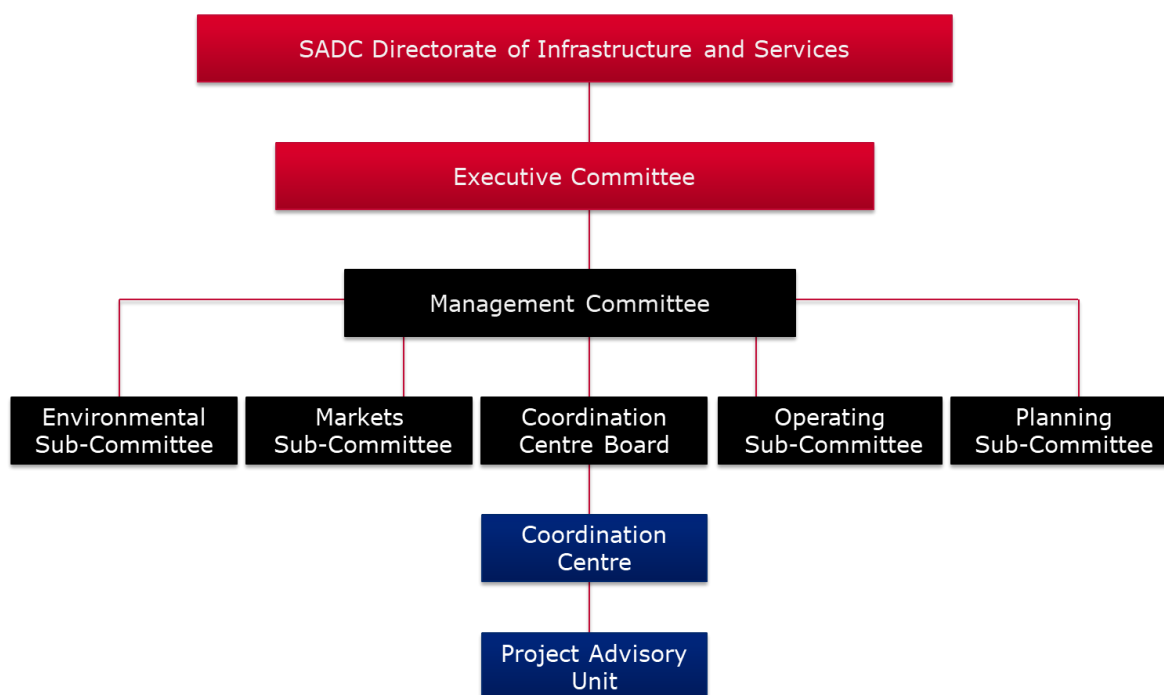 SADC Directorate of Infrastructure and Services
Executive Committee
Management Committee
Environmental
Sub-Committee
Markets
Sub-Committee
Coordination
Centre Board
Operating
Sub-Committee
Planning
Sub-Committee
Coordination
Centre
Project Advisory
Unit